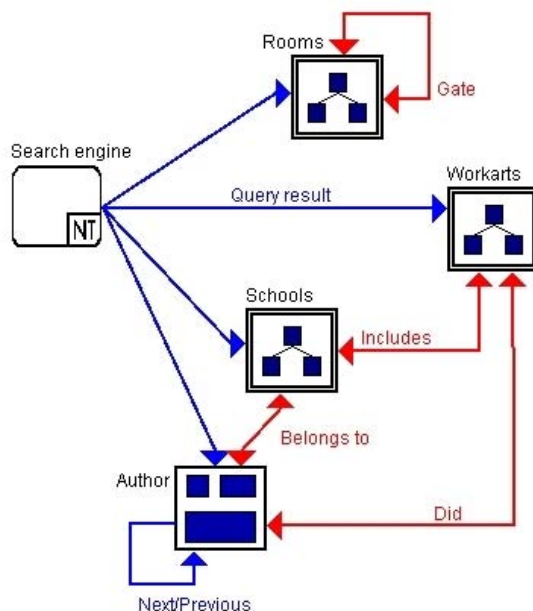 Rooms
Gate
Search engine
NT
Workarts
Query result
Schools
Includes
Belongs to
Author
Did
Next/Previous